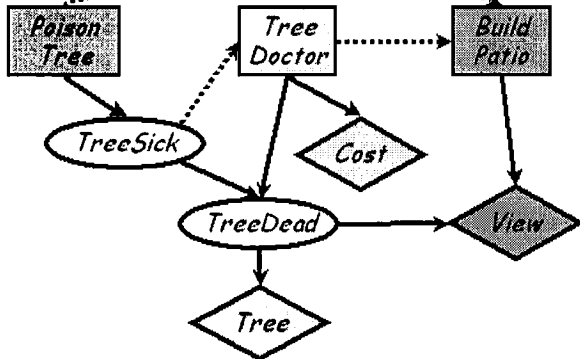 Poison
Tree
Tree
Doctor
Build
Patio
TreeSick
Cost
TreeDead
View
Tree